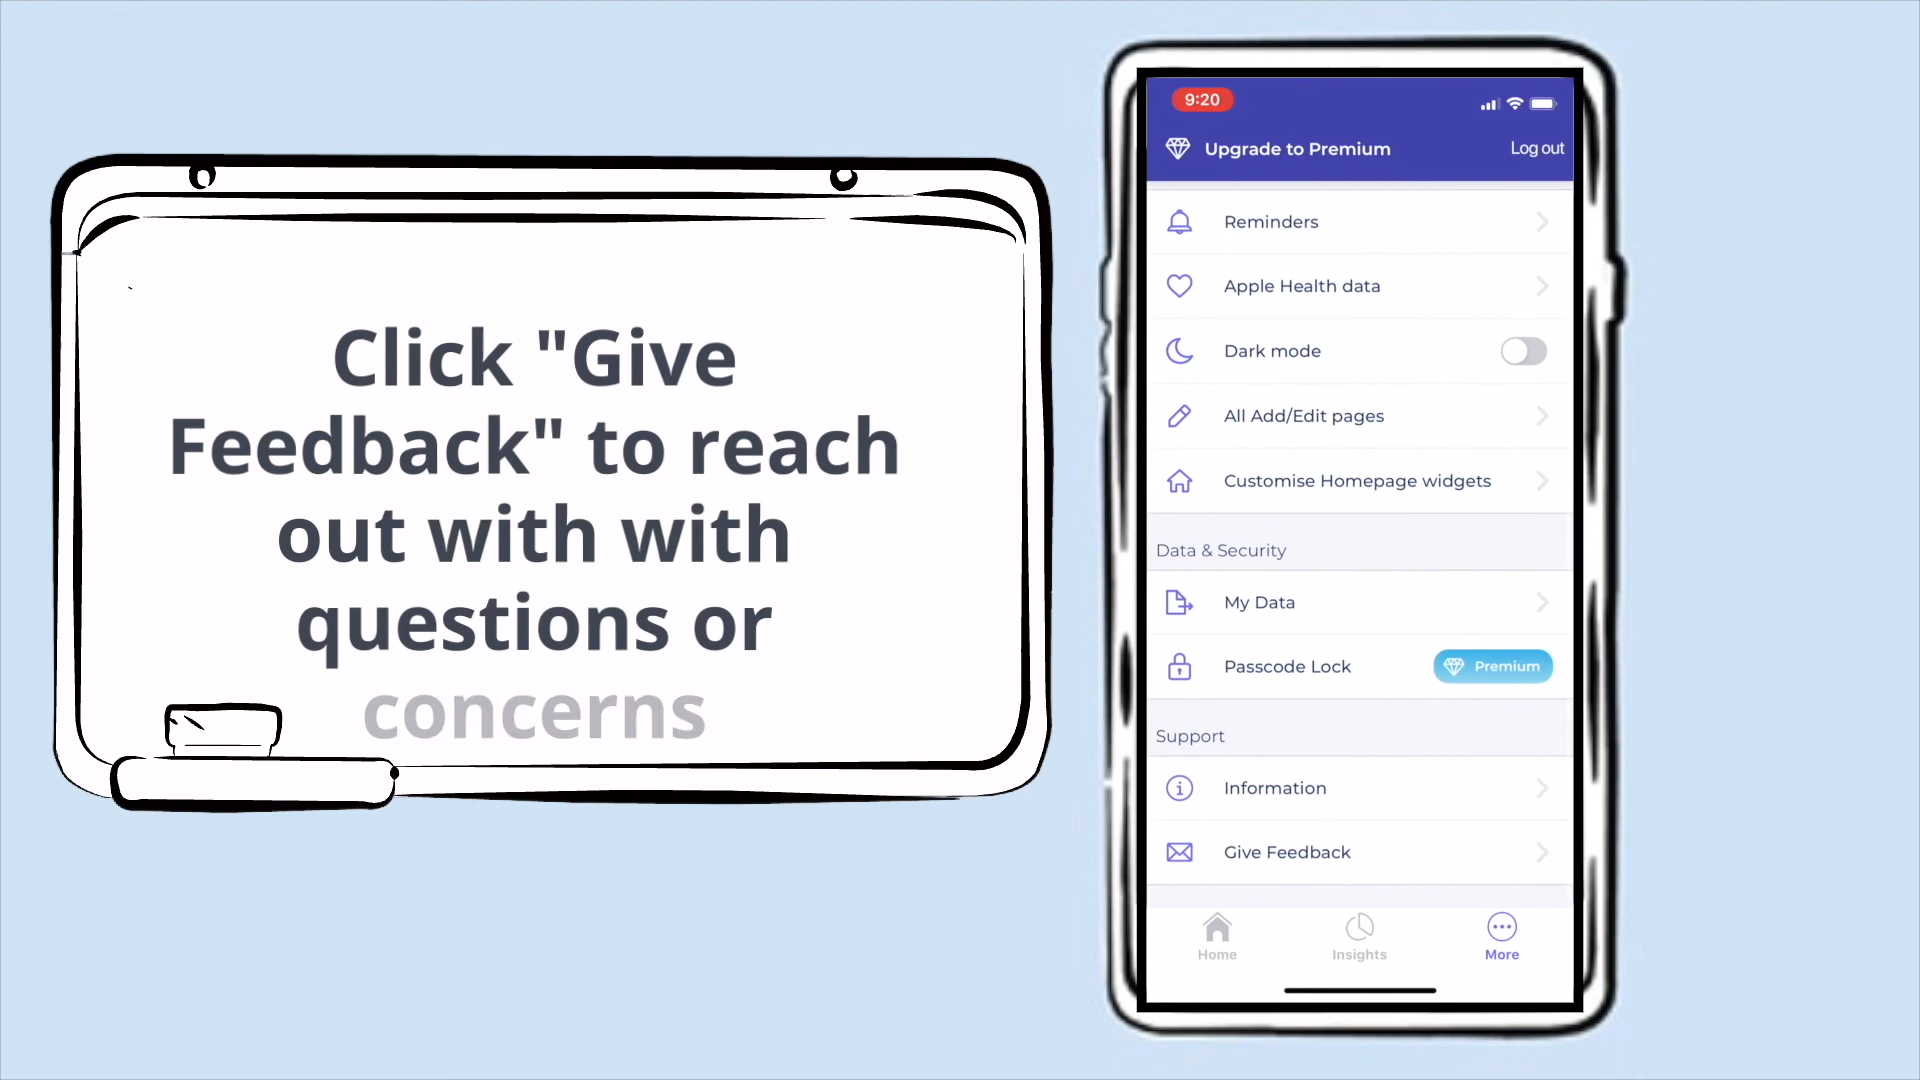 Click "Give
Feedback" to reach
out with with
questions or
concerns
9:20
Upgrade to Premium
Log out
Reminders
Apple Health data
Dark mode
All Add/Edit pages
Customise Homepage widgets
Data & Security
My Data
Passcode Lock
Premium
Support
Information
Give Feedback
Home
Insights
More